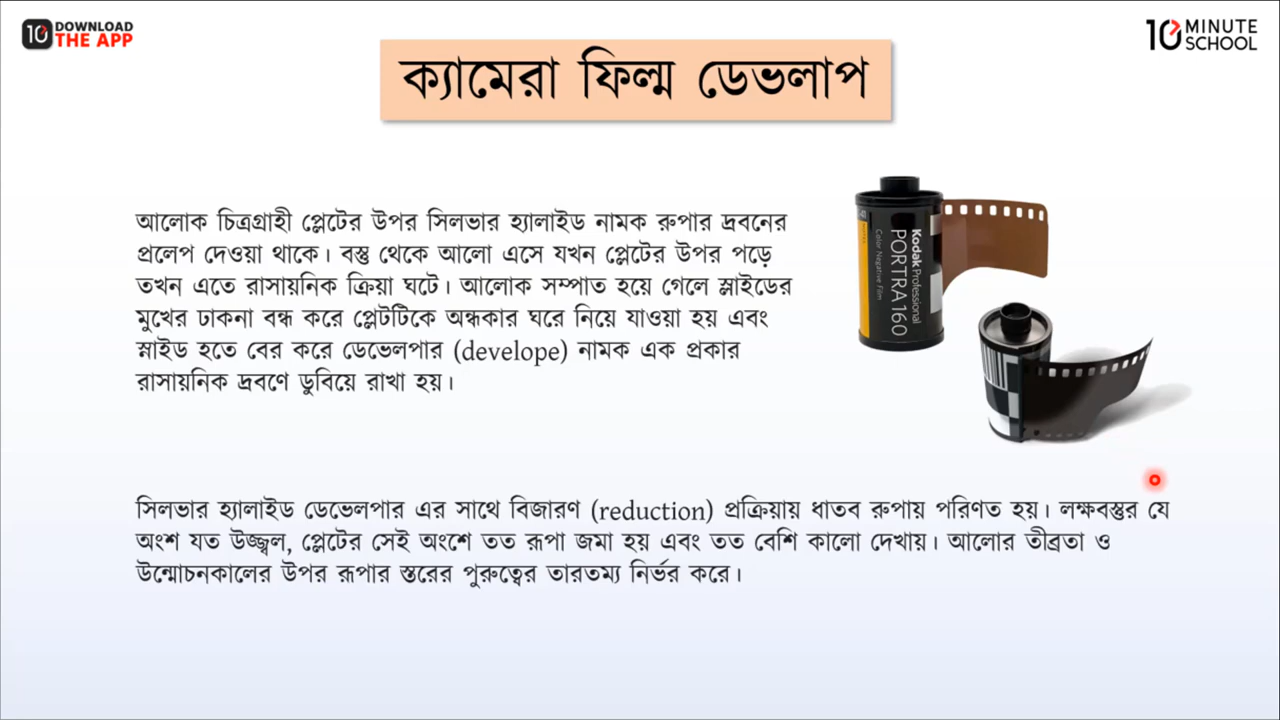 DOWNLOAD
THE APP
10 MINUTE
SCHOOL
ক্যামেরা ফিল্ম ডেভলাপ
আলোক চিত্রগ্রাহী প্লেটের উপর সিলভার হ্যালাইড নামক রুপার দ্রবনের
প্রলেপ দেওয়া থাকে। বস্তু থেকে আলো এসে যখন প্লেটের উপর পড়ে
তখন এতে রাসায়নিক ক্রিয়া ঘটে। আলোক সম্পাত হয়ে গেলে স্লাইডের
মুখের ঢাকনা বন্ধ করে প্লেটটিকে অন্ধকার ঘরে নিয়ে যাওয়া হয় এবং
স্লাইড হতে বের করে ডেভেলপার (develope) নামক এক প্রকার
রাসায়নিক দ্রবণে ডুবিয়ে রাখা হয়।
Kodak Professional
PORTRA 160
Color Negative Film
সিলভার হ্যালাইড ডেভেলপার এর সাথে বিজারণ (reduction) প্রক্রিয়ায় ধাতব রুপায় পরিণত হয়। লক্ষবস্তুর যে
অংশ যত উজ্জ্বল, প্লেটের সেই অংশে তত রূপা জমা হয় এবং তত বেশি কালো দেখায়। আলোর তীব্রতা ও
উন্মোচনকালের উপর রূপার স্তরের পুরুত্বের তারতম্য নির্ভর করে।